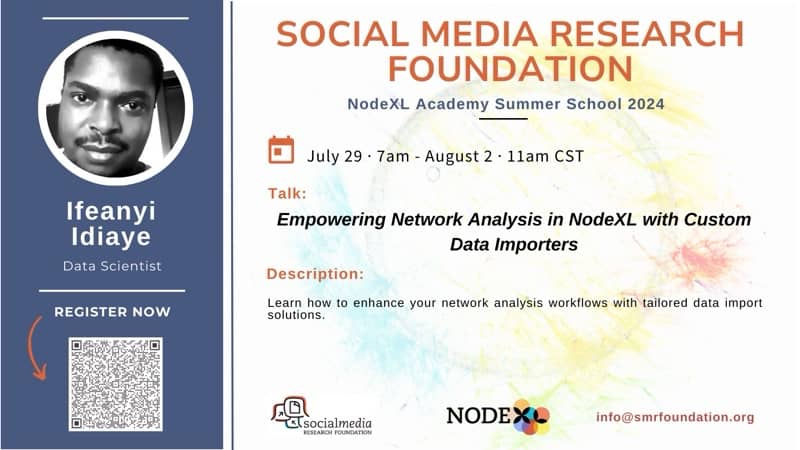 Ifeanyi
Idiaye
Data Scientist
REGISTER NOW
SOCIAL MEDIA RESEARCH
FOUNDATION
NodeXL Academy Summer School 2024
July 29 · 7am - August 2 · 11am CST
Talk:
Empowering Network Analysis in NodeXL with Custom
Data Importers
Description:
Learn how to enhance your network analysis workflows with tailored data import
solutions.
socialmedia
RESEARCH FOUNDATION
NODEXL
info@smrfoundation.org